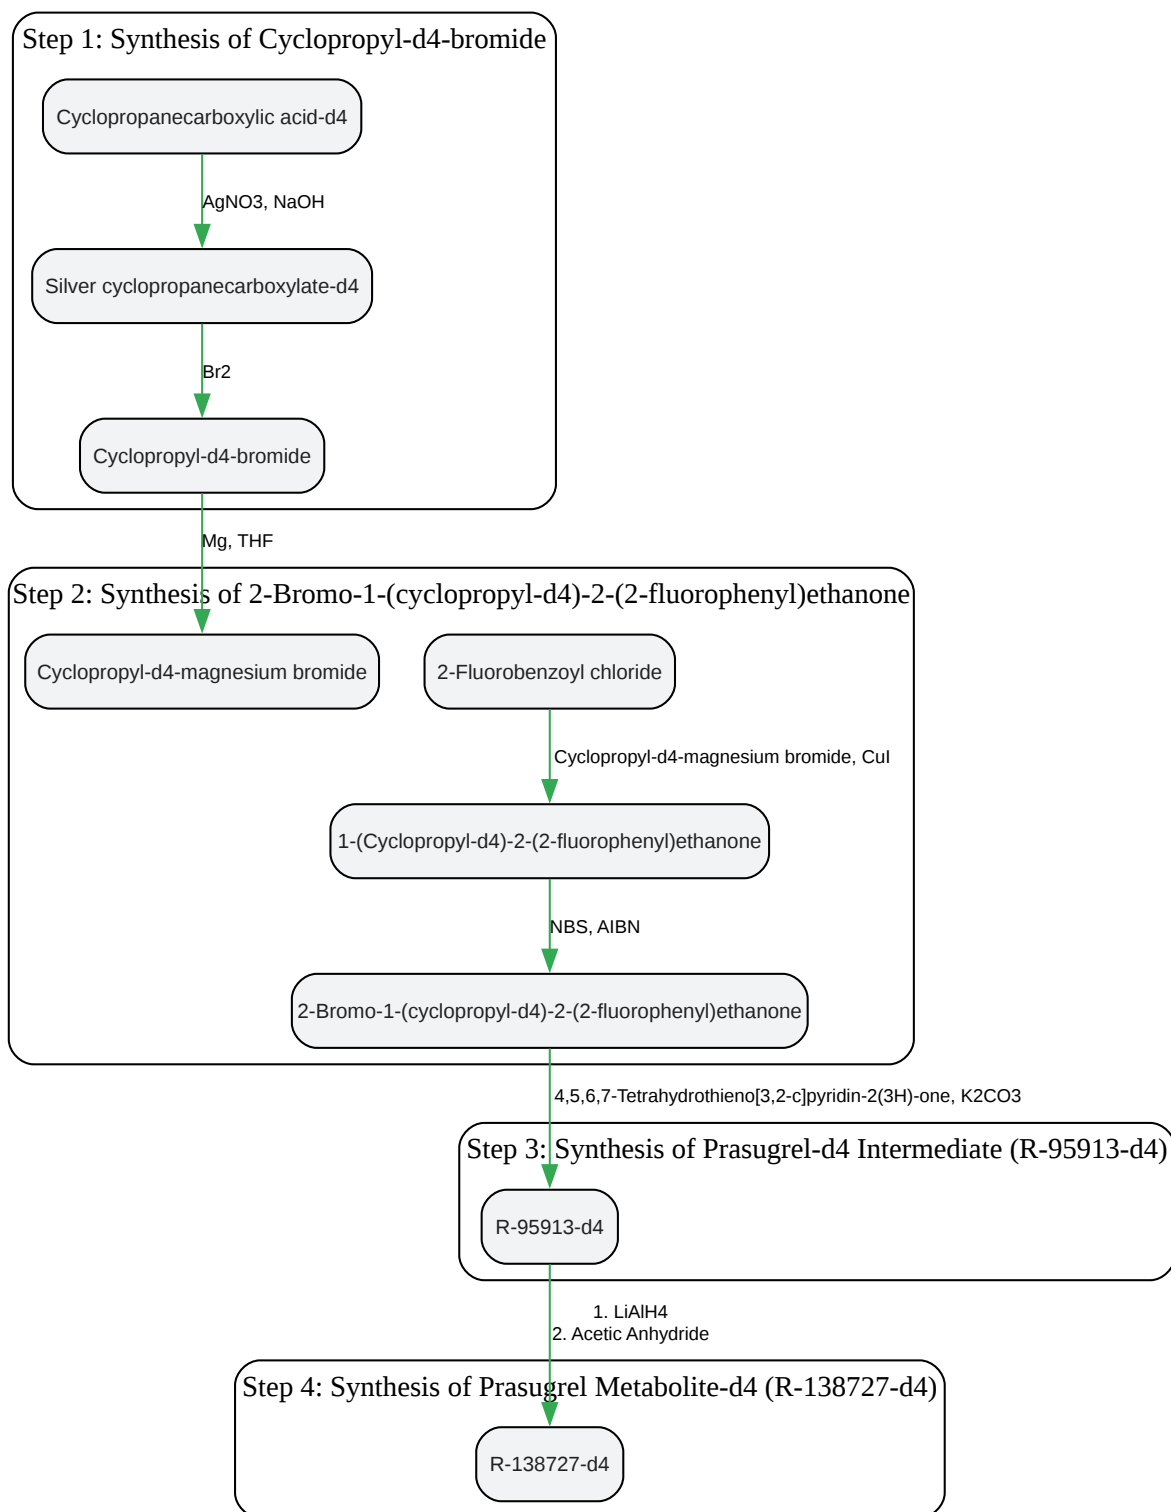 Step 1: Synthesis of Cyclopropyl-d4-bromide
Cyclopropanecarboxylic acid-d4
AgNO3, NaOH
Silver cyclopropanecarboxylate-d4
Br2
Cyclopropyl-d4-bromide
Mg, THF
Step 2: Synthesis of 2-Bromo-1-(cyclopropyl-d4)-2-(2-fluorophenyl)ethanone
Cyclopropyl-d4-magnesium bromide
2-Fluorobenzoyl chloride
Cyclopropyl-d4-magnesium bromide, CuI
1-(Cyclopropyl-d4)-2-(2-fluorophenyl)ethanone
NBS, AIBN
2-Bromo-1-(cyclopropyl-d4)-2-(2-fluorophenyl)ethanone
4,5,6,7-Tetrahydrothieno[3,2-c]pyridin-2(3H)-one, K2CO3
Step 3: Synthesis of Prasugrel-d4 Intermediate (R-95913-d4)
R-95913-d4
1. LiAlH4
2. Acetic Anhydride
Step 4: Synthesis of Prasugrel Metabolite-d4 (R-138727-d4)
R-138727-d4